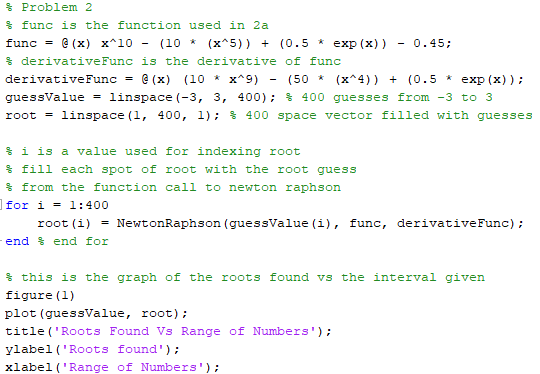 % Problem 2
% func is the function used in 2a
func = @(x) x^10 - (10 * (x^5)) + (0.5 * exp(x)) - 0.45;
% derivativeFunc is the derivative of func
derivativeFunc = @(x) (10 * x^9) - (50 * (x^4)) + (0.5 * exp(x));
guessValue = linspace(-3, 3, 400); % 400 guesses from -3 to 3
root = linspace(1, 400, 1); % 400 space vector filled with guesses
% i is a value used for indexing root
% fill each spot of root with the root guess
% from the function call to newton raphson
for i = 1:400
root(i) = NewtonRaphson(guessValue(i), func, derivativeFunc);
end % end for
% this is the graph of the roots found vs the interval given
figure(1)
plot(guessValue, root);
title('Roots Found Vs Range of Numbers');
ylabel('Roots found');
xlabel('Range of Numbers');